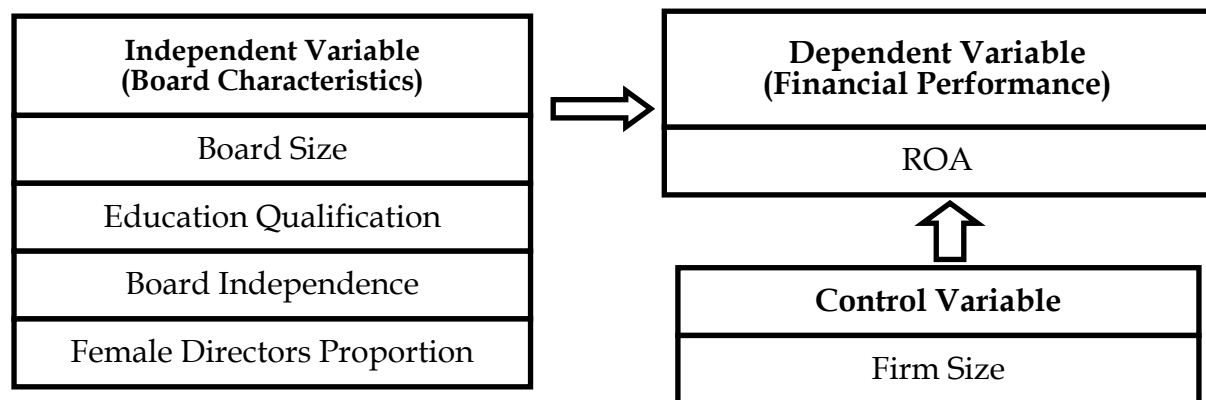 Independent Variable
(Board Characteristics)
Board Size
Education Qualification
Board Independence
Female Directors Proportion
Dependent Variable
(Financial Performance)
ROA
Control Variable
Firm Size